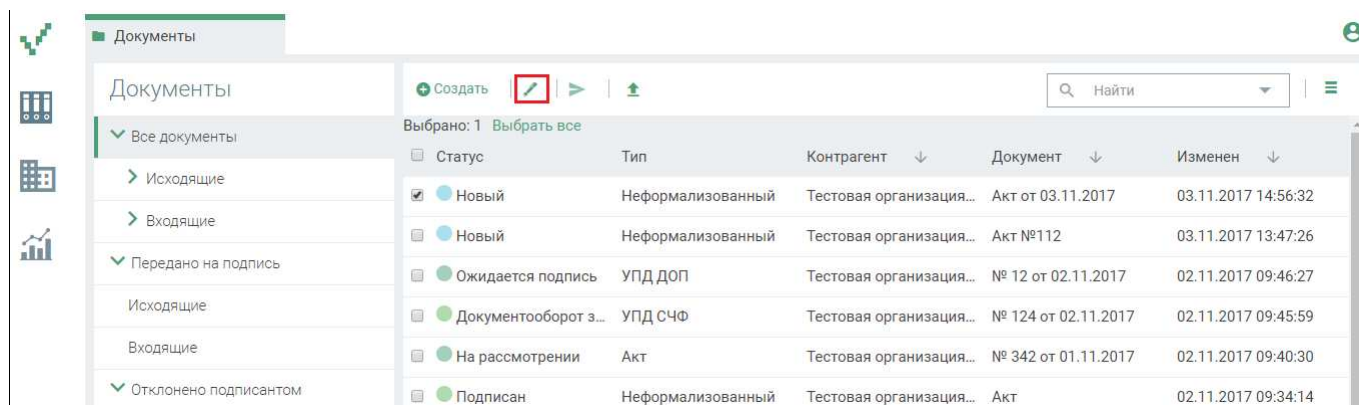 Документы
Документы
Все документы
Исходящие
Входящие
Передано на подпись
Исходящие
Входящие
Отклонено подписантом
Создать
Найти
Выбрано: 1 Выбрать все
Статус Тип Контрагент Документ Изменен
Новый Неформализованный Тестовая организация... Акт от 03.11.2017 03.11.2017 14:56:32
Новый Неформализованный Тестовая организация... Акт №112 03.11.2017 13:47:26
Ожидается подпись УПД ДОП Тестовая организация... № 12 от 02.11.2017 02.11.2017 09:46:27
Документооборот з... УПД СЧФ Тестовая организация... № 124 от 02.11.2017 02.11.2017 09:45:59
На рассмотрении Акт Тестовая организация... № 342 от 01.11.2017 02.11.2017 09:40:30
Подписан Неформализованный Тестовая организация... Акт 02.11.2017 09:34:14